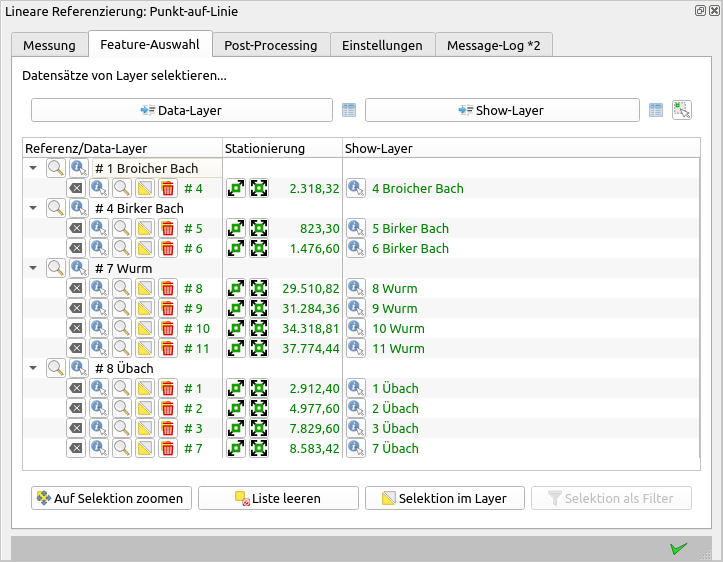 Lineare Referenzierung: Punkt-auf-Linie
Messung Feature-Auswahl Post-Processing Einstellungen Message-Log *2
Datensätze von Layer selektieren...
Data-Layer Show-Layer
Referenz/Data-Layer Stationierung Show-Layer
# 1 Broicher Bach
# 4 2.318,32 4 Broicher Bach
# 4 Birker Bach
# 5 823,30 5 Birker Bach
# 6 1.476,60 6 Birker Bach
# 7 Wurm
# 8 29.510,82 8 Wurm
# 9 31.284,36 9 Wurm
# 10 34.318,81 10 Wurm
# 11 37.774,44 11 Wurm
# 8 Übach
# 1 2.912,40 1 Übach
# 2 4.977,60 2 Übach
# 3 7.829,60 3 Übach
# 7 8.583,42 7 Übach
Auf Selektion zoomen Liste leeren Selektion im Layer Selektion als Filter